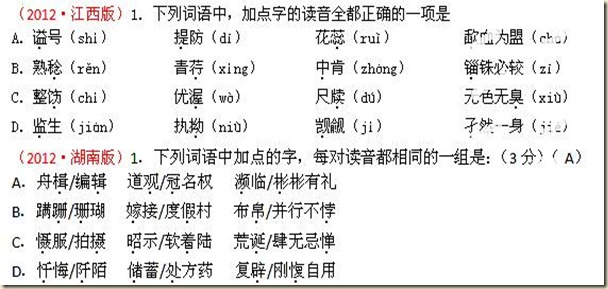 （2012·江西版）1. 下列词语中，加点字的读音全都正确的一项是
A. 谥号（shì） 提防（dí） 花蕊（ruǐ） 歃血为盟
B. 熟稔（rěn） 青荇（xìng） 中肯（zhòng） 锱铢必较（zī）
C. 整饬（chì） 优渥（wò） 尺牍（dú） 无色无臭（xiù）
D. 监生（jiàn） 执拗（niù） 觊觎（jì） 孑然一身
（2012·湖南版）1. 下列词语中加点的字，每对读音都相同的一组是：（3 分）（ A）
A. 舟楫/编辑 道观/冠名权 濒临/彬彬有礼
B. 蹒跚/珊瑚 嫁接/度假村 布帛/并行不悖
C. 慑服/拍摄 昭示/软着陆 荒诞/肆无忌惮
D. 忏悔/阡陌 储蓄/处方药 复辟/刚愎自用